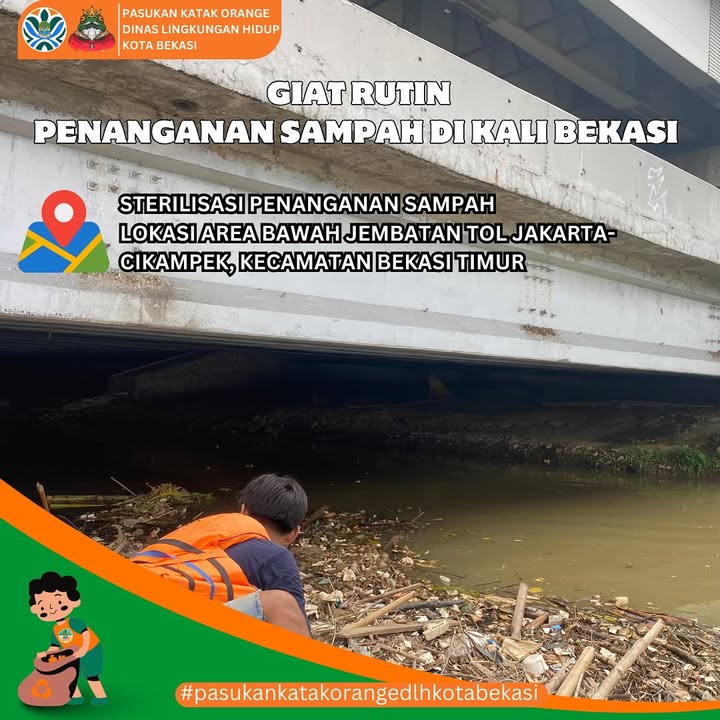 PASUKAN KATAK ORANGE
DINAS LINGKUNGAN HIDUP
KOTA BEKASI
GIAT RUTIN
PENANGANAN SAMPAH DI KALI BEKASI
STERILISASI PENANGANAN SAMPAH
LOKASI AREA BAWAH JEMBATAN TOL JAKARTA-
CIKAMPEK, KECAMATAN BEKASI TIMUR
#pasukankatakorangedlhkotabekasi